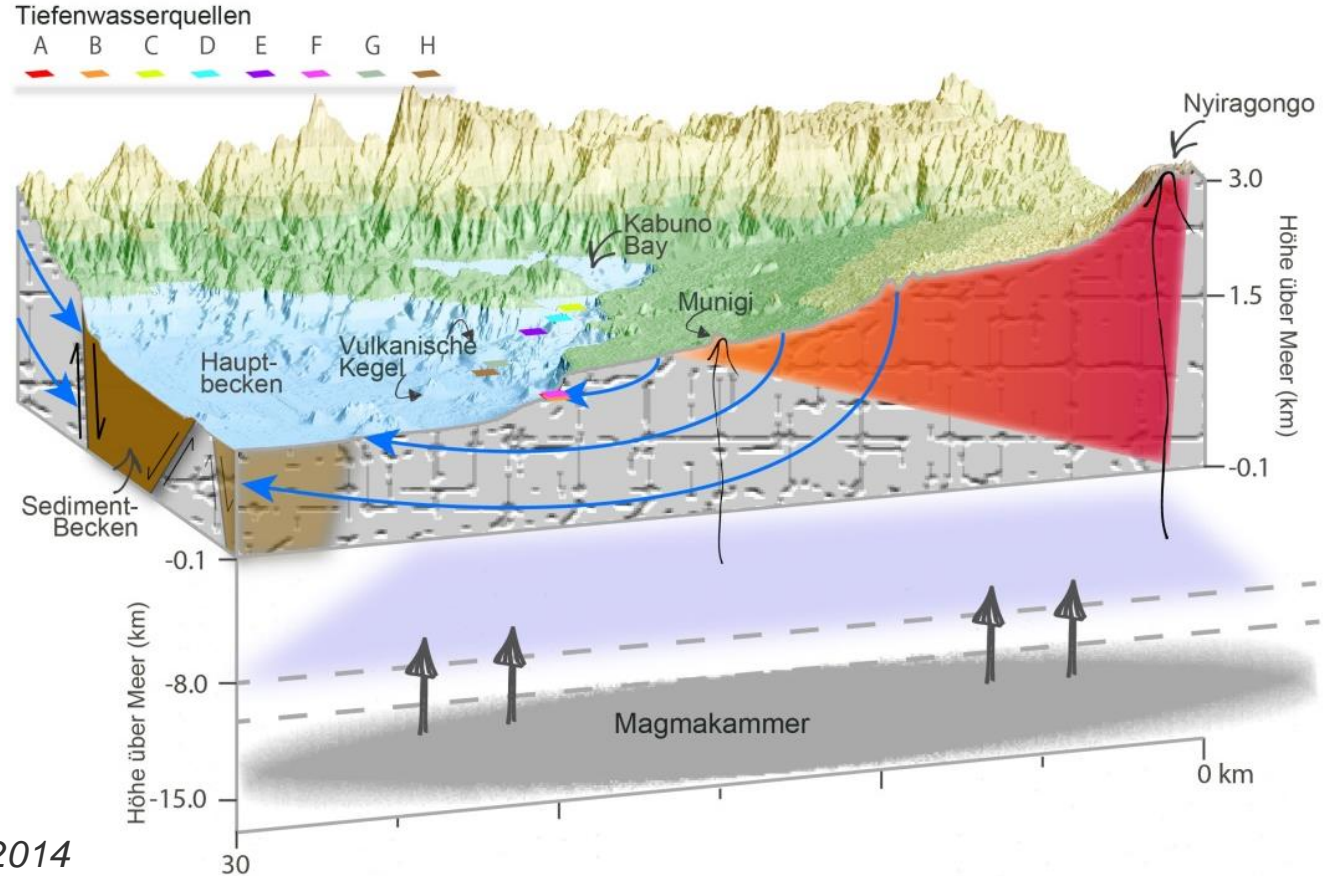 Tiefenwasserquellen
A B C D E F G H
Nyiragongo
3.0
Kabuno
Bay
Höhe über Meer (km)
1.5
Munigi
Vulkanische
Kegel
Haupt-
becken
-0.1
Sediment-
Becken
-0.1
Höhe über Meer (km)
-8.0
Magmakammer
0 km
-15.0
2014
30